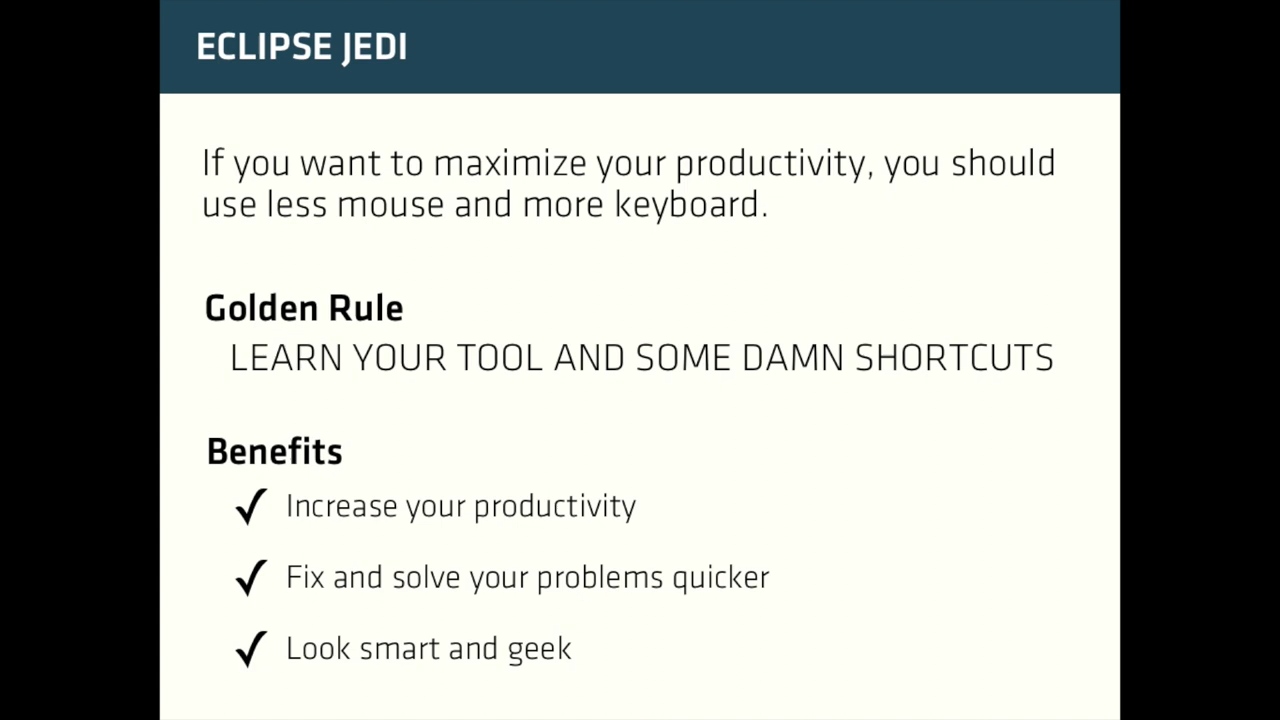 ECLIPSE JEDI
If you want to maximize your productivity, you should
use less mouse and more keyboard.
Golden Rule
LEARN YOUR TOOL AND SOME DAMN SHORTCUTS
Benefits
✓ Increase your productivity
✓ Fix and solve your problems quicker
✓ Look smart and geek